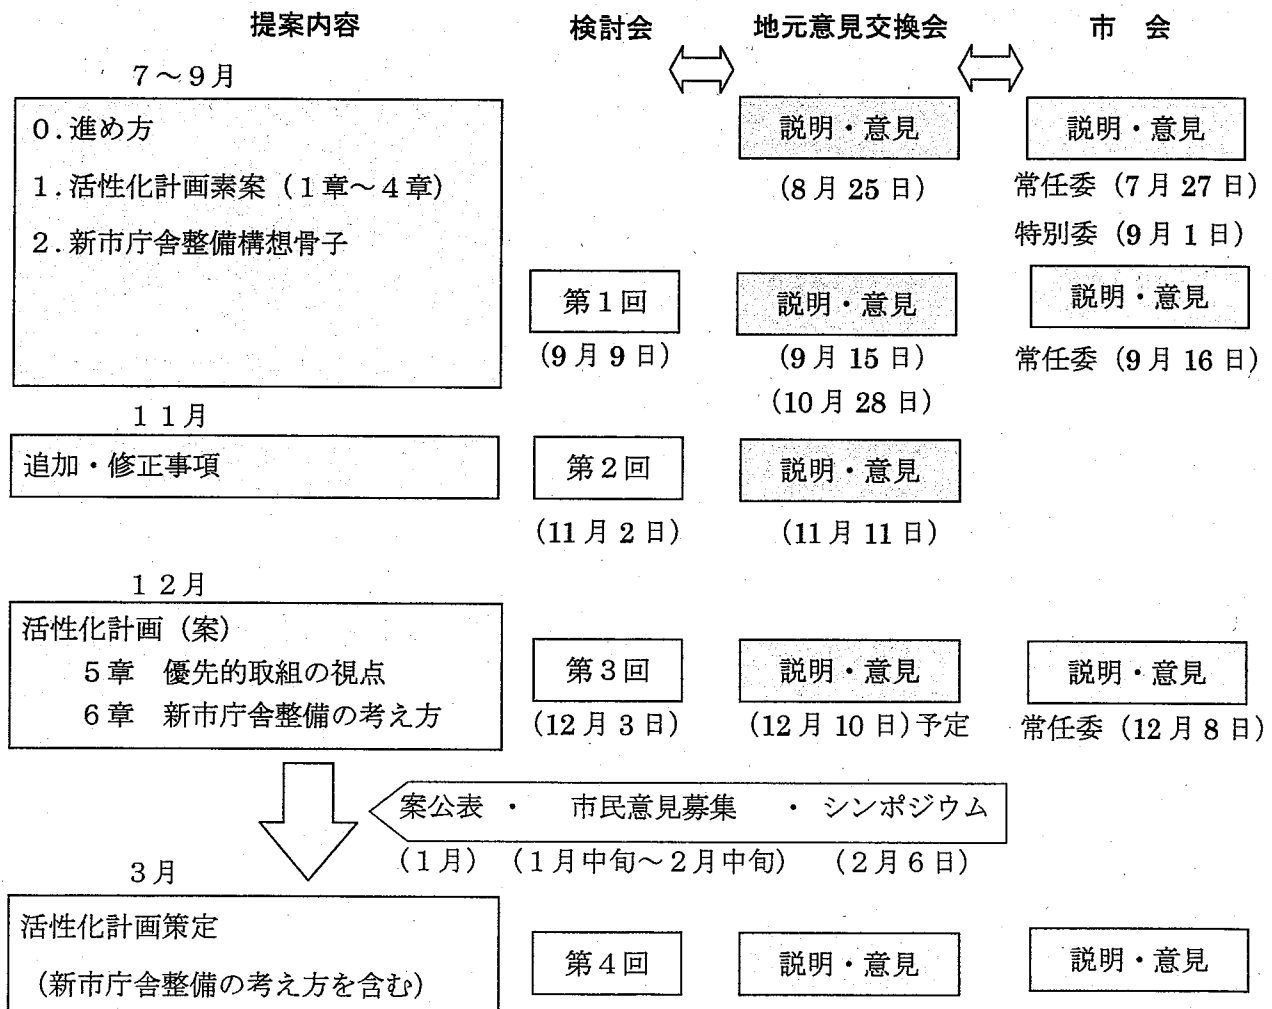 提案内容　検討会　地元意見交換会　市　会
７～９月
０.進め方
１.活性化計画素案（１章～４章）
２.新市庁舎整備構想骨子
説明・意見
(8月25日)
説明・意見
常任委（7月27日）
特別委（9月1日）
第１回
(9月9日)
説明・意見
(9月15日)
(10月28日)
説明・意見
常任委（9月16日）
１１月
追加・修正事項
第２回
(11月2日)
説明・意見
(11月11日)
１２月
活性化計画（案）
５章　優先的取組の視点
６章　新市庁舎整備の考え方
第３回
(12月3日)
説明・意見
(12月10日)予定
説明・意見
常任委（12月8日）
案公表　・　市民意見募集　・　シンポジウム
（１月）（１月中旬～２月中旬）　（２月６日）
３月
活性化計画策定
（新市庁舎整備の考え方を含む）
第４回
説明・意見
説明・意見